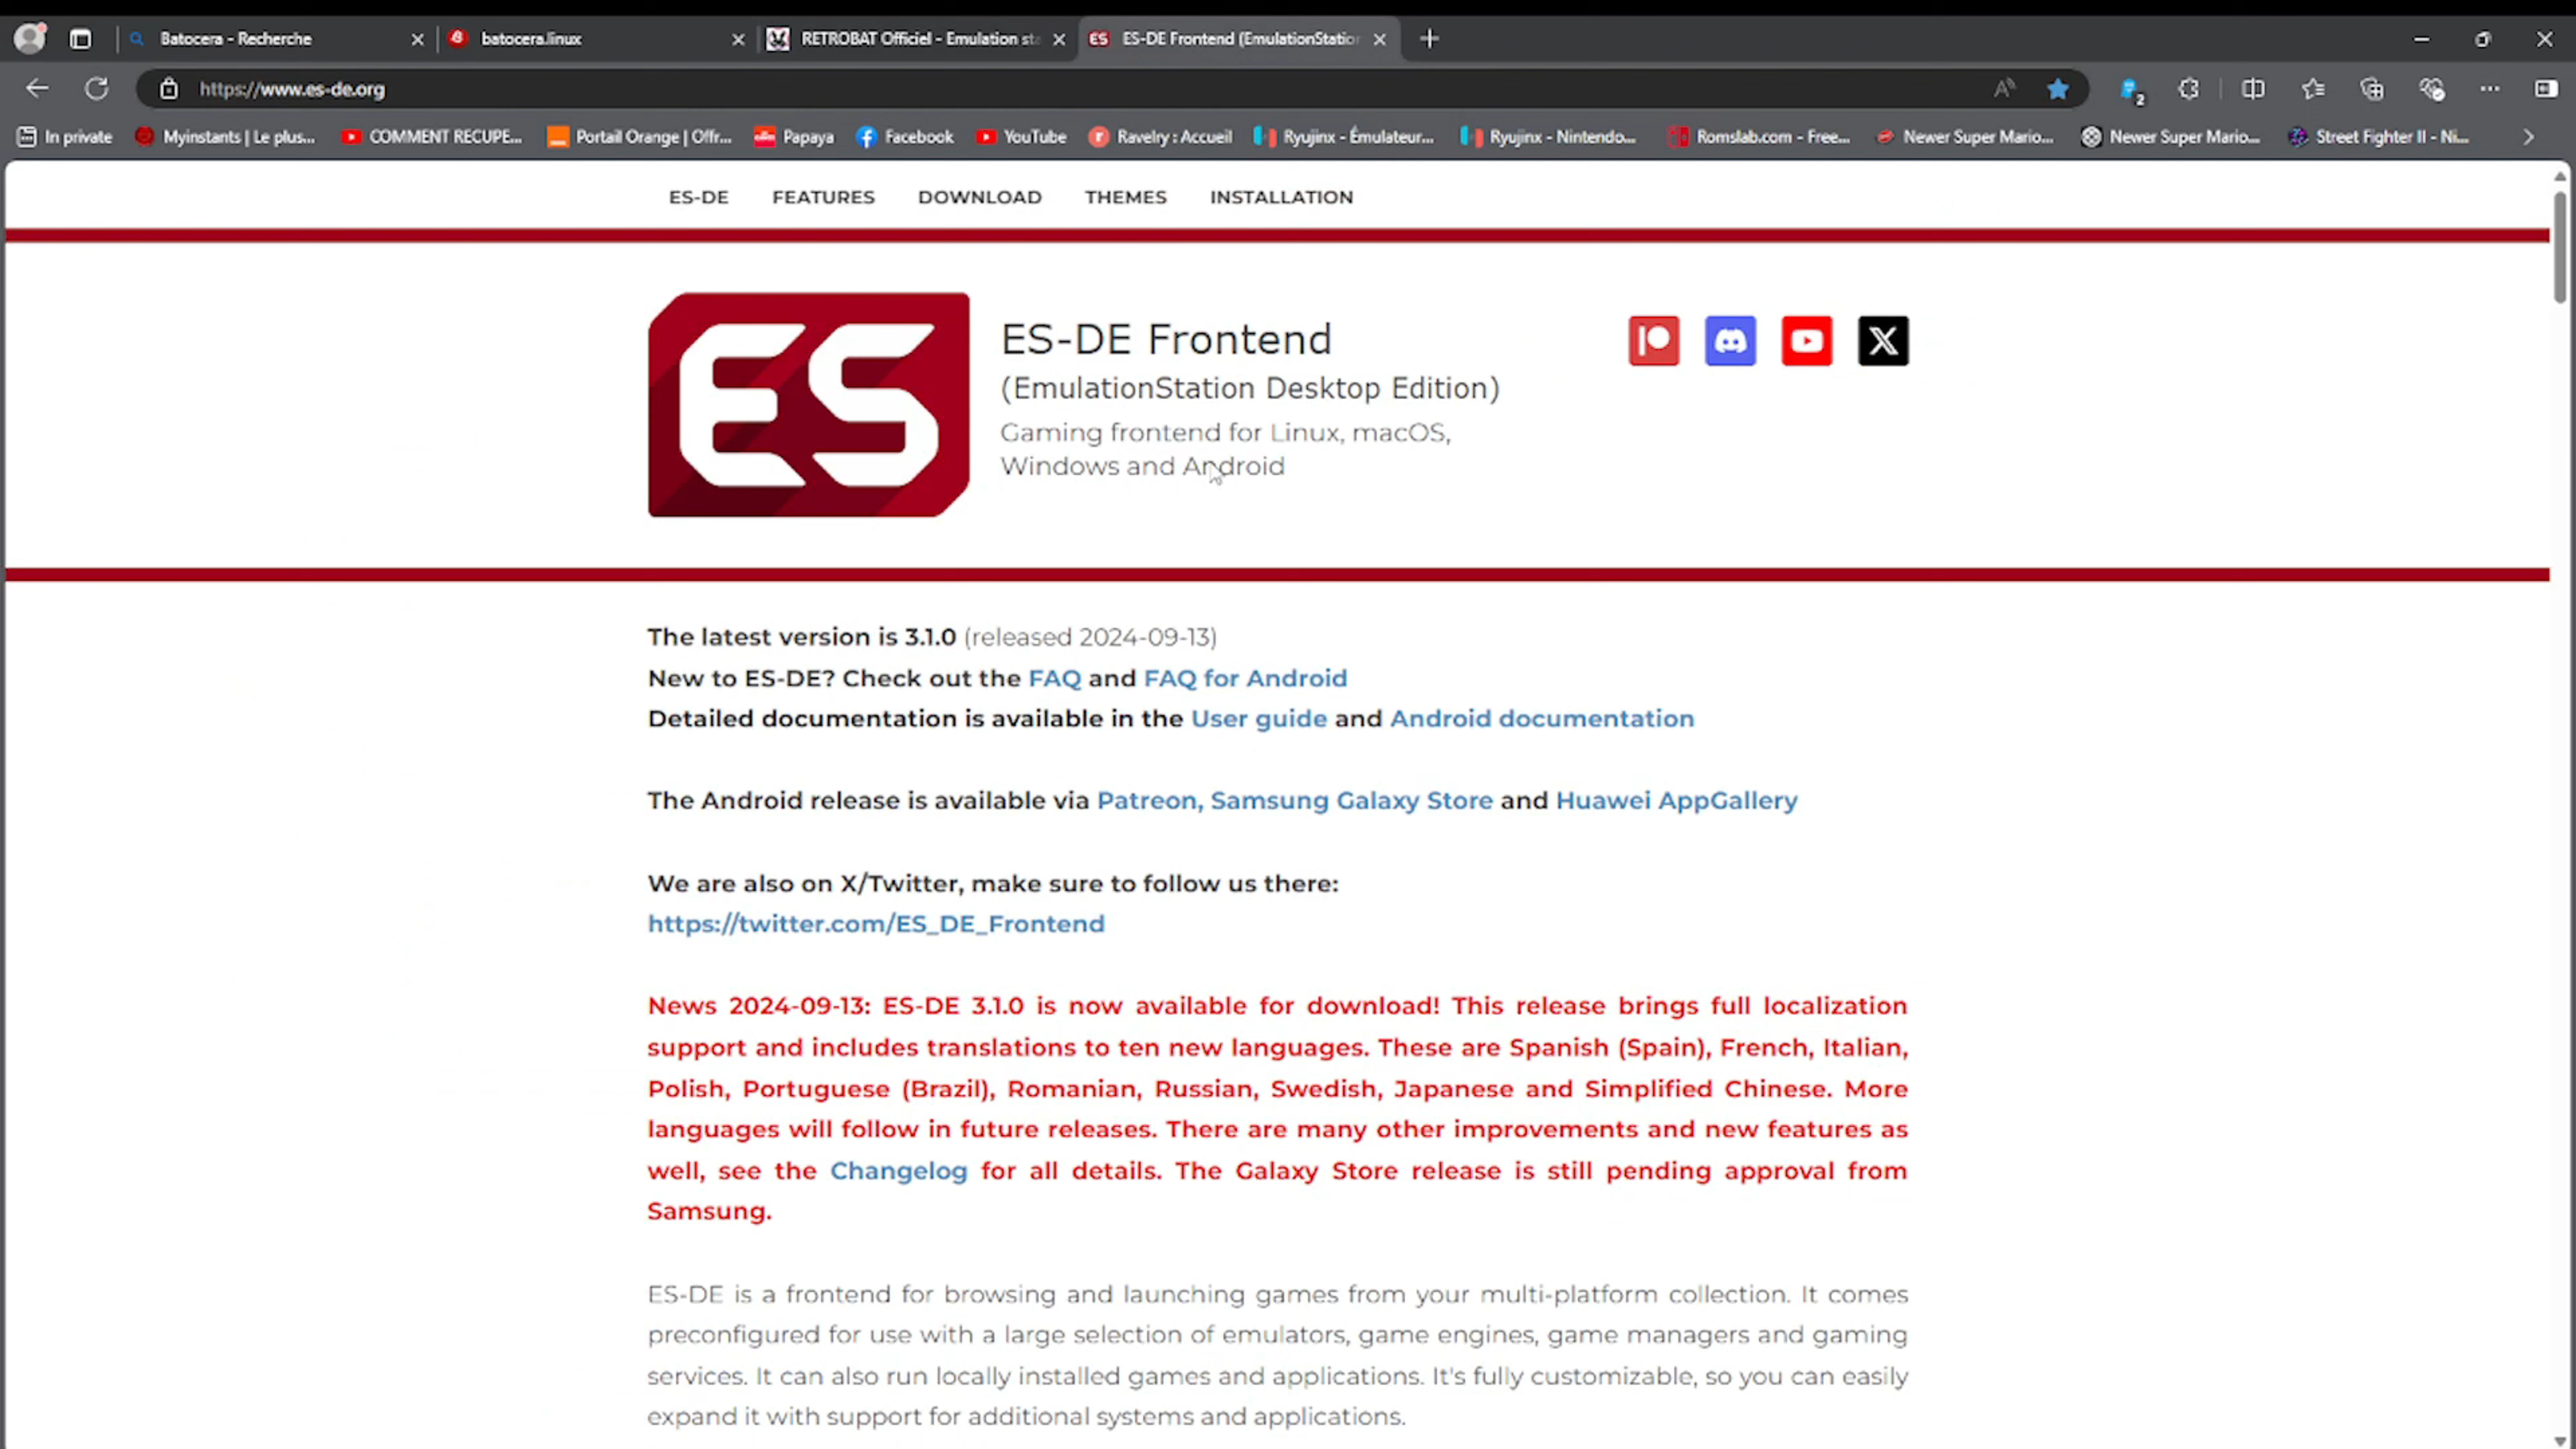 Batocera - Recherche
batocera.linux
RETROBAT Officiel - Emulation sta
ES-DE Frontend (EmulationStation
https://www.es-de.org
2
In private
Myinstants | Le plus...
COMMENT RECUPE...
Portail Orange | Offr...
Papaya
Facebook
YouTube
Ravelry : Accueil
Ryujinx - Émulateur...
Ryujinx - Nintendo...
Romslab.com - Free...
Newer Super Mario...
Newer Super Mario...
Street Fighter II - Ni...
ES-DE
FEATURES
DOWNLOAD
THEMES
INSTALLATION
ES
ES-DE Frontend
(EmulationStation Desktop Edition)
Gaming frontend for Linux, macOS,
Windows and Android
The latest version is 3.1.0 (released 2024-09-13)
New to ES-DE? Check out the FAQ and FAQ for Android
Detailed documentation is available in the User guide and Android documentation
The Android release is available via Patreon, Samsung Galaxy Store and Huawei AppGallery
We are also on X/Twitter, make sure to follow us there:
https://twitter.com/ES_DE_Frontend
News 2024-09-13: ES-DE 3.1.0 is now available for download! This release brings full localization
support and includes translations to ten new languages. These are Spanish (Spain), French, Italian,
Polish, Portuguese (Brazil), Romanian, Russian, Swedish, Japanese and Simplified Chinese. More
languages will follow in future releases. There are many other improvements and new features as
well, see the Changelog for all details. The Galaxy Store release is still pending approval from
Samsung.
ES-DE is a frontend for browsing and launching games from your multi-platform collection. It comes
preconfigured for use with a large selection of emulators, game engines, game managers and gaming
services. It can also run locally installed games and applications. It's fully customizable, so you can easily
expand it with support for additional systems and applications.